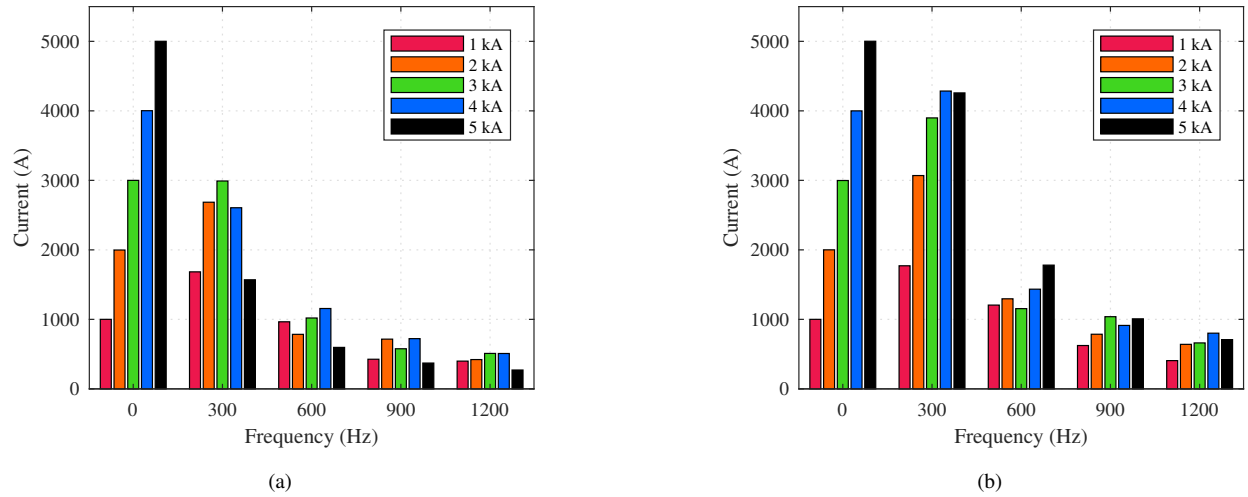 5000
4000
3000
2000
1000
0
Current (A)
0 300 600 900 1200
Frequency (Hz)
1 kA
2 kA
3 kA
4 kA
5 kA
(a)
5000
4000
3000
2000
1000
0
Current (A)
0 300 600 900 1200
Frequency (Hz)
1 kA
2 kA
3 kA
4 kA
5 kA
(b)